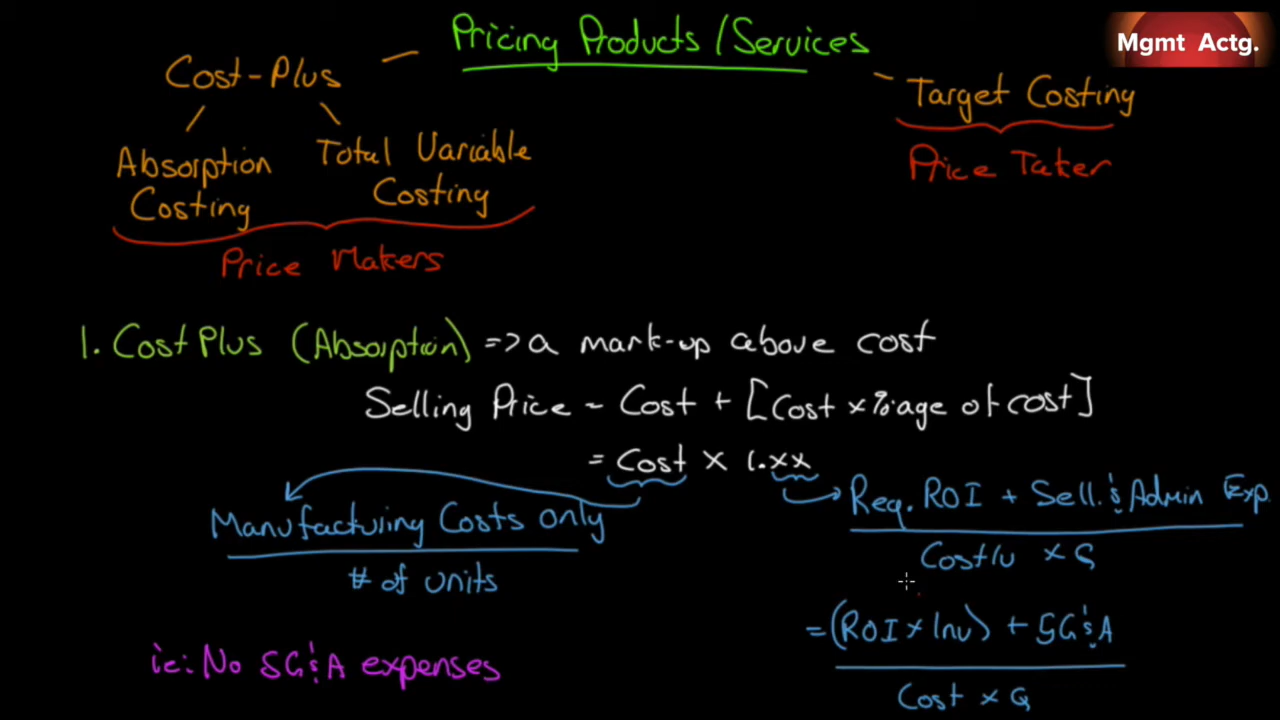 Pricing Products/Services
Mgmt Actg.
Cost-Plus
Target Costing
Absorption Costing
Total Variable Costing
Price Taker
Price Makers
1. Cost Plus (Absorption) => a mark-up above cost
Selling Price = Cost + [Cost x %age of cost]
= Cost x 1.xx
Manufacturing Costs only
# of units
Req. ROI + Sell. & Admin Exp.
Cost/u x Q
= (ROI x Inv) + SG&A
Cost x Q
ie: No SG&A expenses